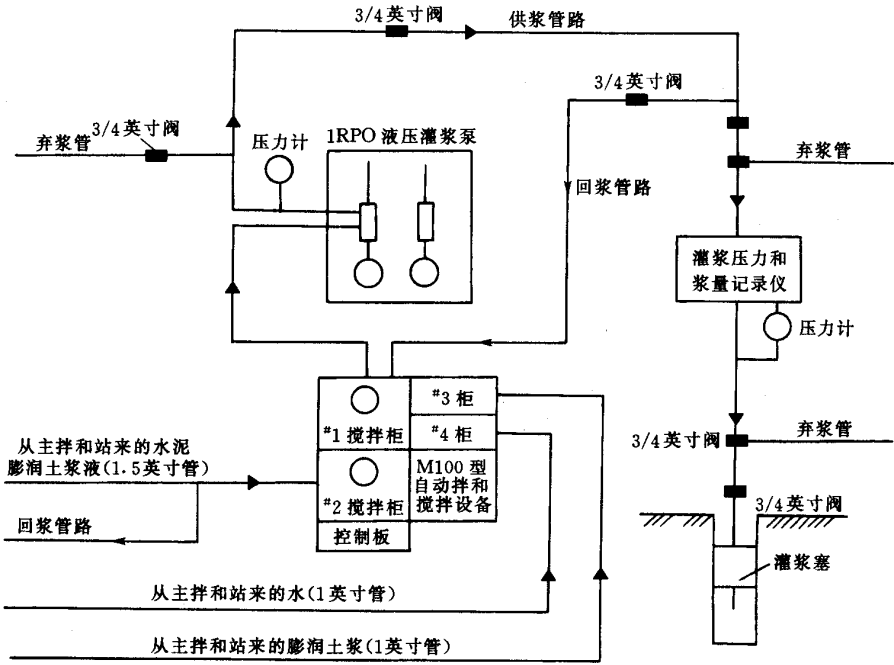 3/4英寸阀
供浆管路
3/4英寸阀
3/4英寸阀
弃浆管
压力计
1RPO液压灌浆泵
弃浆管
回浆管路
灌浆压力和
浆量记录仪
压力计
#3柜
#1搅拌柜
#4柜
3/4英寸阀
弃浆管
从主拌和站来的水泥
膨润土浆液(1.5英寸管)
M100型
自动拌和
搅拌设备
#2搅拌柜
3/4英寸阀
回浆管路
控制板
灌浆塞
从主拌和站来的水(1英寸管)
从主拌和站来的膨润土浆(1英寸管)